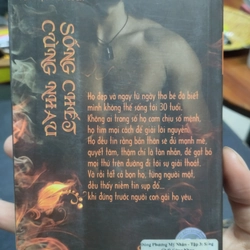 SỐNG CHẾT
CÙNG NHAU
Họ đẹp và ngay từ ngày thơ bé đã biết
mình không thể sống tới 30 tuổi.
Không ai trong số họ cam chịu số mệnh,
họ tìm mọi cách để giải lời nguyền.
Họ đều tin rằng bản thân sẽ đủ mạnh mẽ,
quyết tâm, thậm chí là tàn nhẫn, để gạt bỏ
mọi thứ trên đường đi tới sự giải thoát.
Và rồi tất cả bọn họ, từng người một,
đều thấy niềm tin sụp đổ...
khi đứng trước người con gái họ yêu.